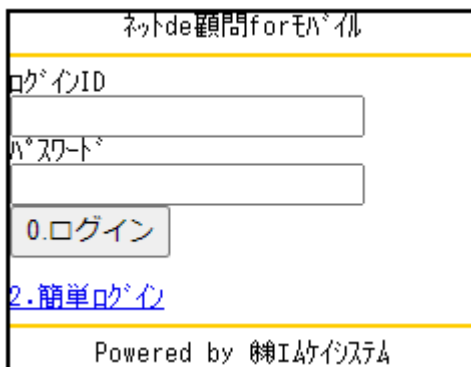 ﾈｯﾄde顧問forﾓﾊﾞｲﾙ
ﾛｸﾞｲﾝID
ﾊﾟｽﾜｰﾄﾞ
0.ログイン
2.簡単ﾛｸﾞｲﾝ
Powered by ㈱ｴﾑｹｲｼｽﾃﾑ